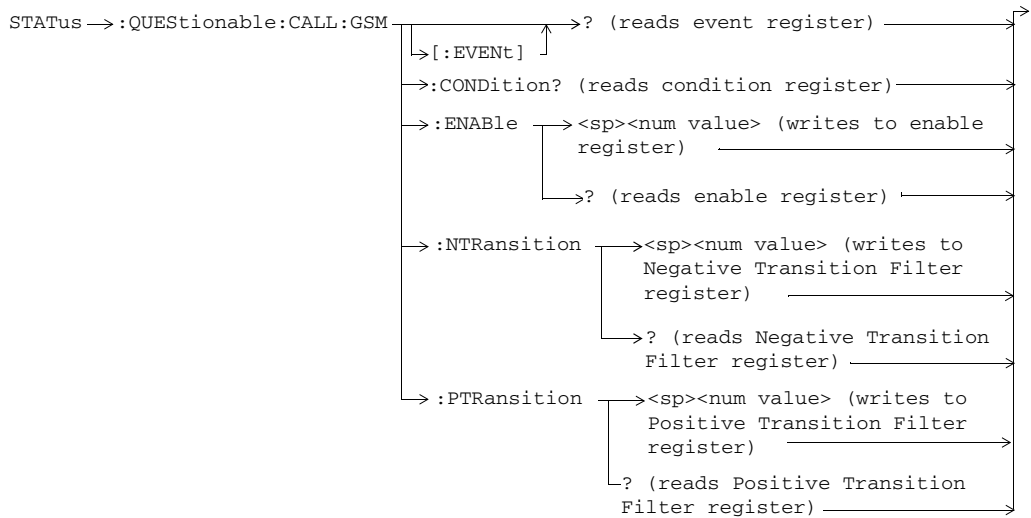 STATus :QUEStionable:CALL:GSM ? (reads event register)
[:EVENt]
:CONDition? (reads condition register)
:ENABle <sp><num value> (writes to enable
register)
? (reads enable register)
:NTRansition <sp><num value> (writes to
Negative Transition Filter
register)
? (reads Negative Transition
Filter register)
:PTRansition <sp><num value> (writes to
Positive Transition Filter
register)
? (reads Positive Transition
Filter register)